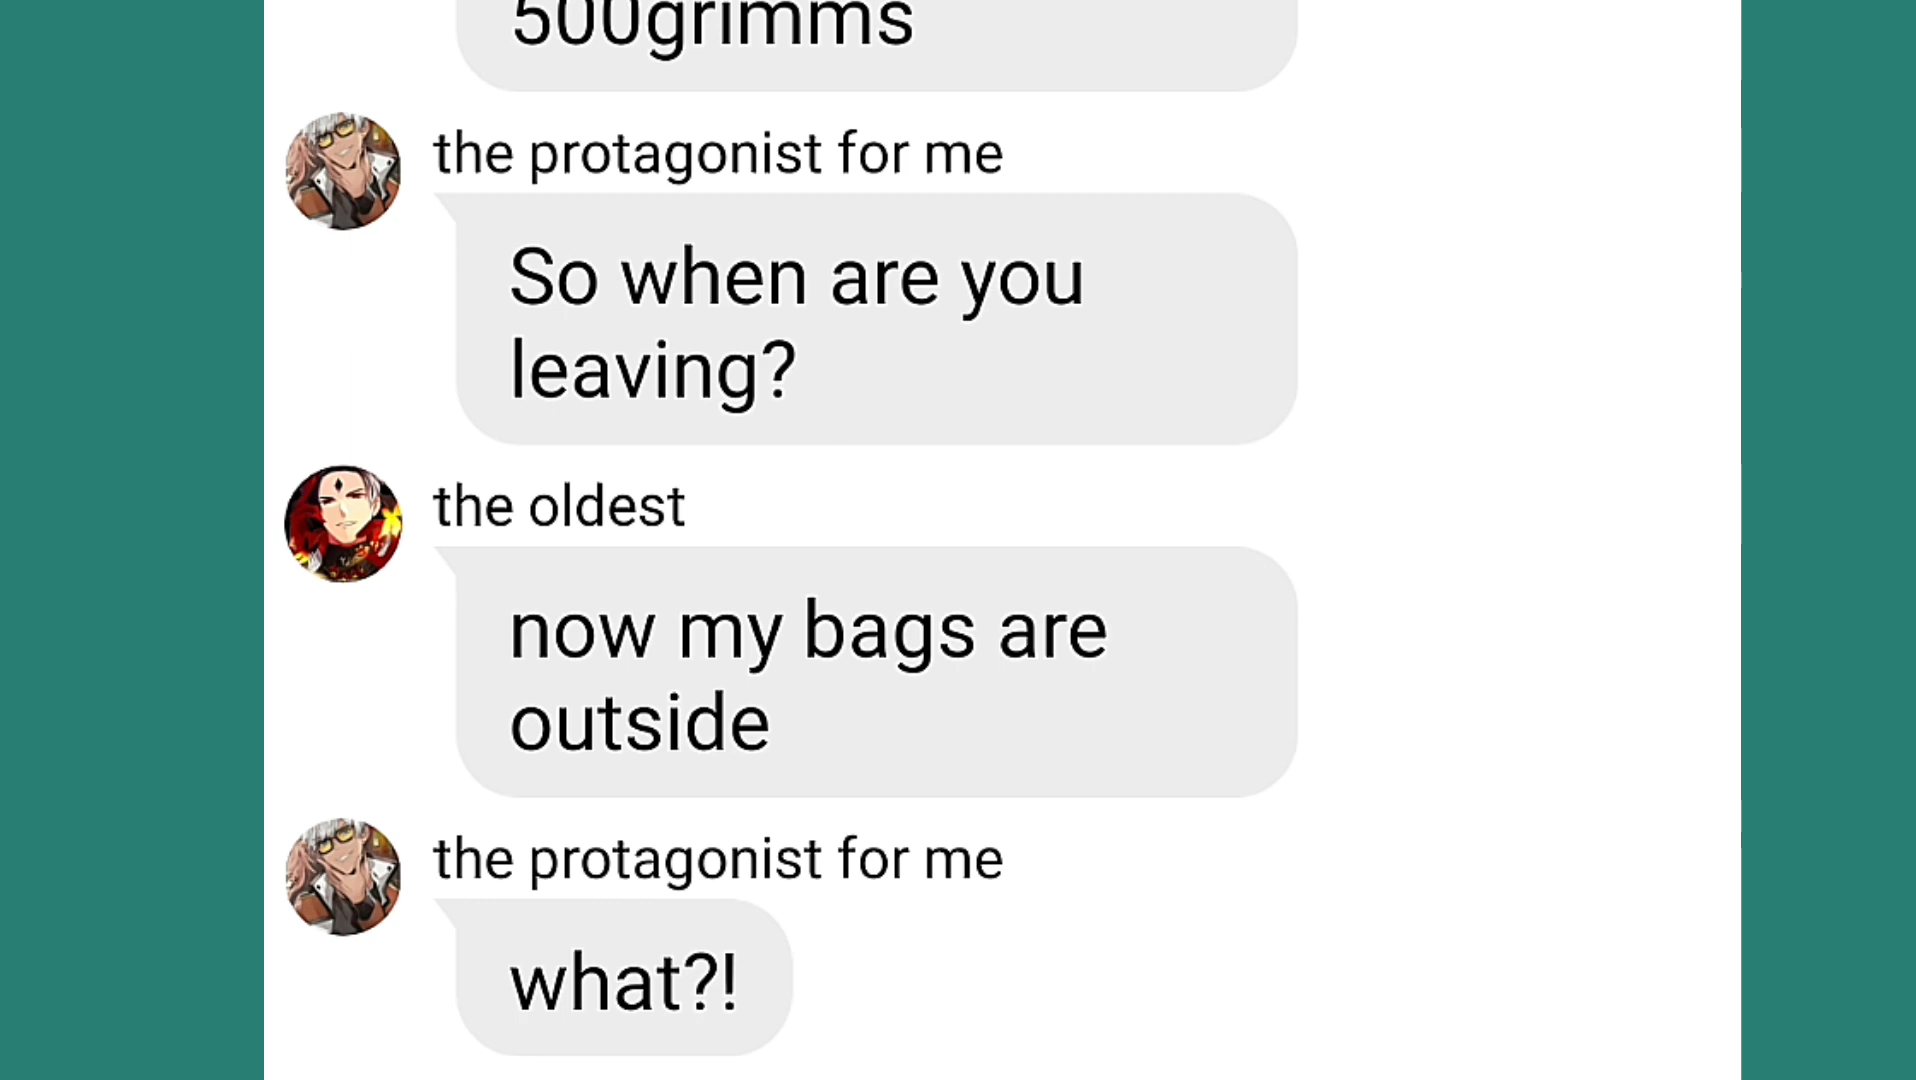 500grimms
the protagonist for me
So when are you
leaving?
the oldest
now my bags are
outside
the protagonist for me
what?!